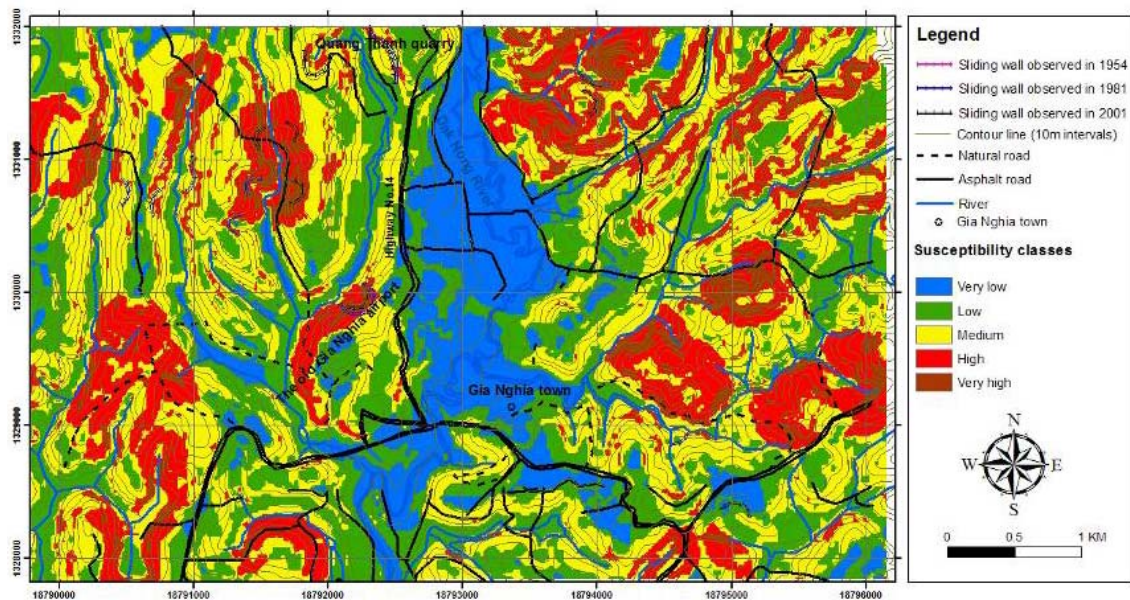 Quang Thanh quarry
Highway No.14
The old Gia Nghia airport
Gia Nghia town
1332000
1330000
1329000
18790000
18791000
18792000
18793000
18794000
18795000
18796000
Legend
Sliding wall observed in 1954
Sliding wall observed in 1981
Sliding wall observed in 2001
Contour line (10m intervals)
Natural road
Asphalt road
River
Gia Nghia town
Susceptibility classes
Very low
Low
Medium
High
Very high
N
W
E
S
0
0.5
1 KM